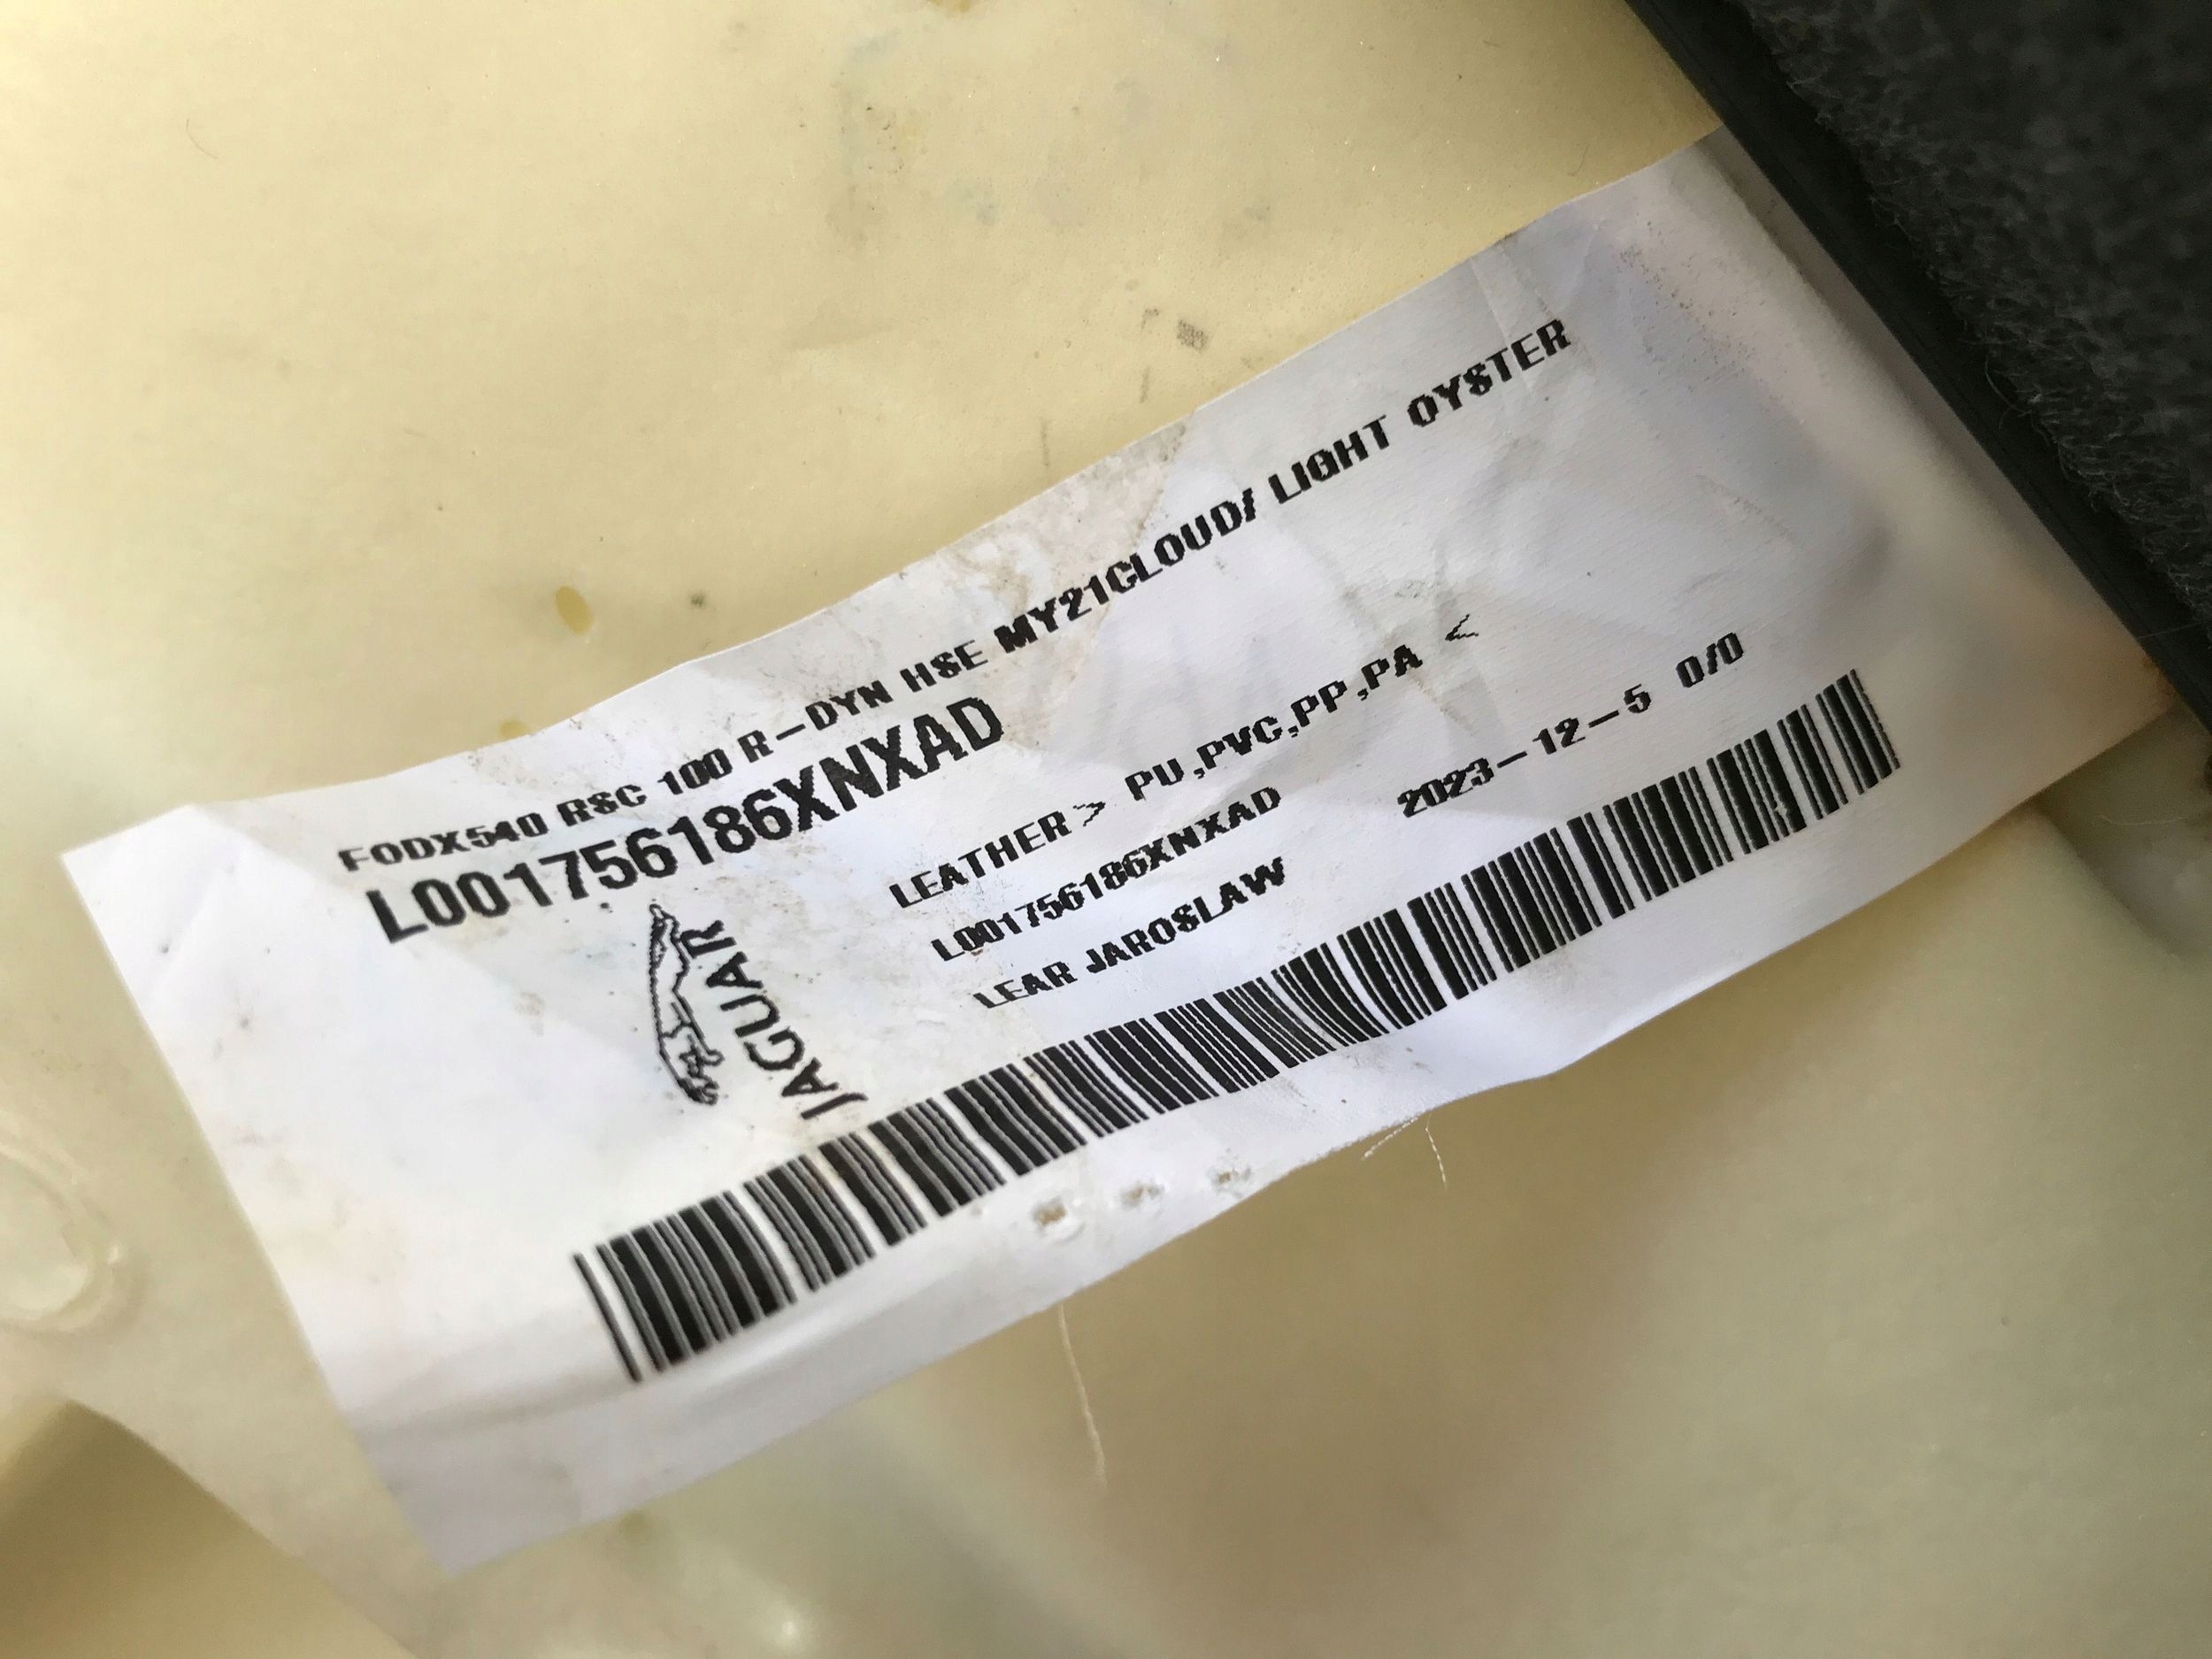 FODX540 RSC 100 R-DYN HSE MY21CLOUD/ LIGHT OYSTER
L001756186XNXAD
JAGUAR
LEATHER > PU,PVC,PP,PA <
L001756186XNXAD 2023-12-5 0/0
LEAR JAROSLAW